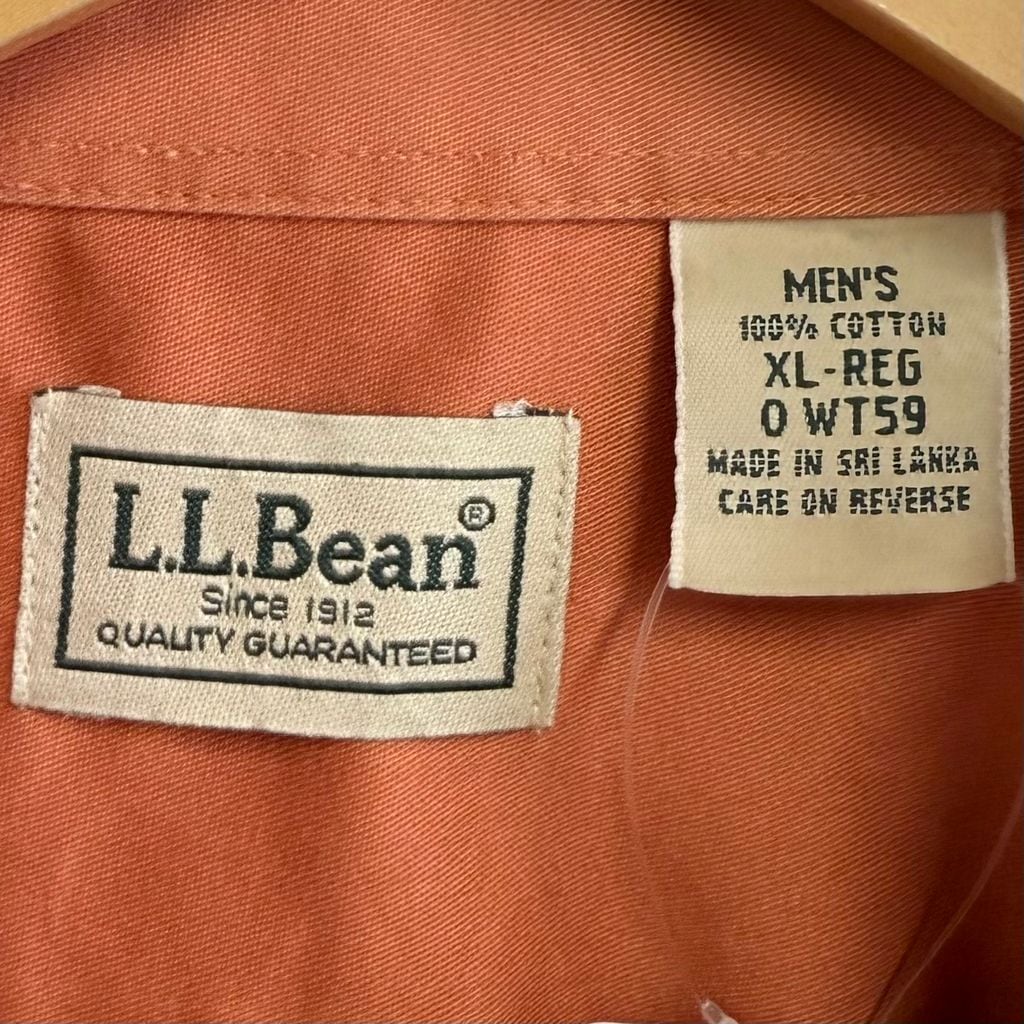 L.L.Bean®
Since 1912
QUALITY GUARANTEED
MEN'S
100% COTTON
XL-REG
0 WT59
MADE IN SRI LANKA
CARE ON REVERSE